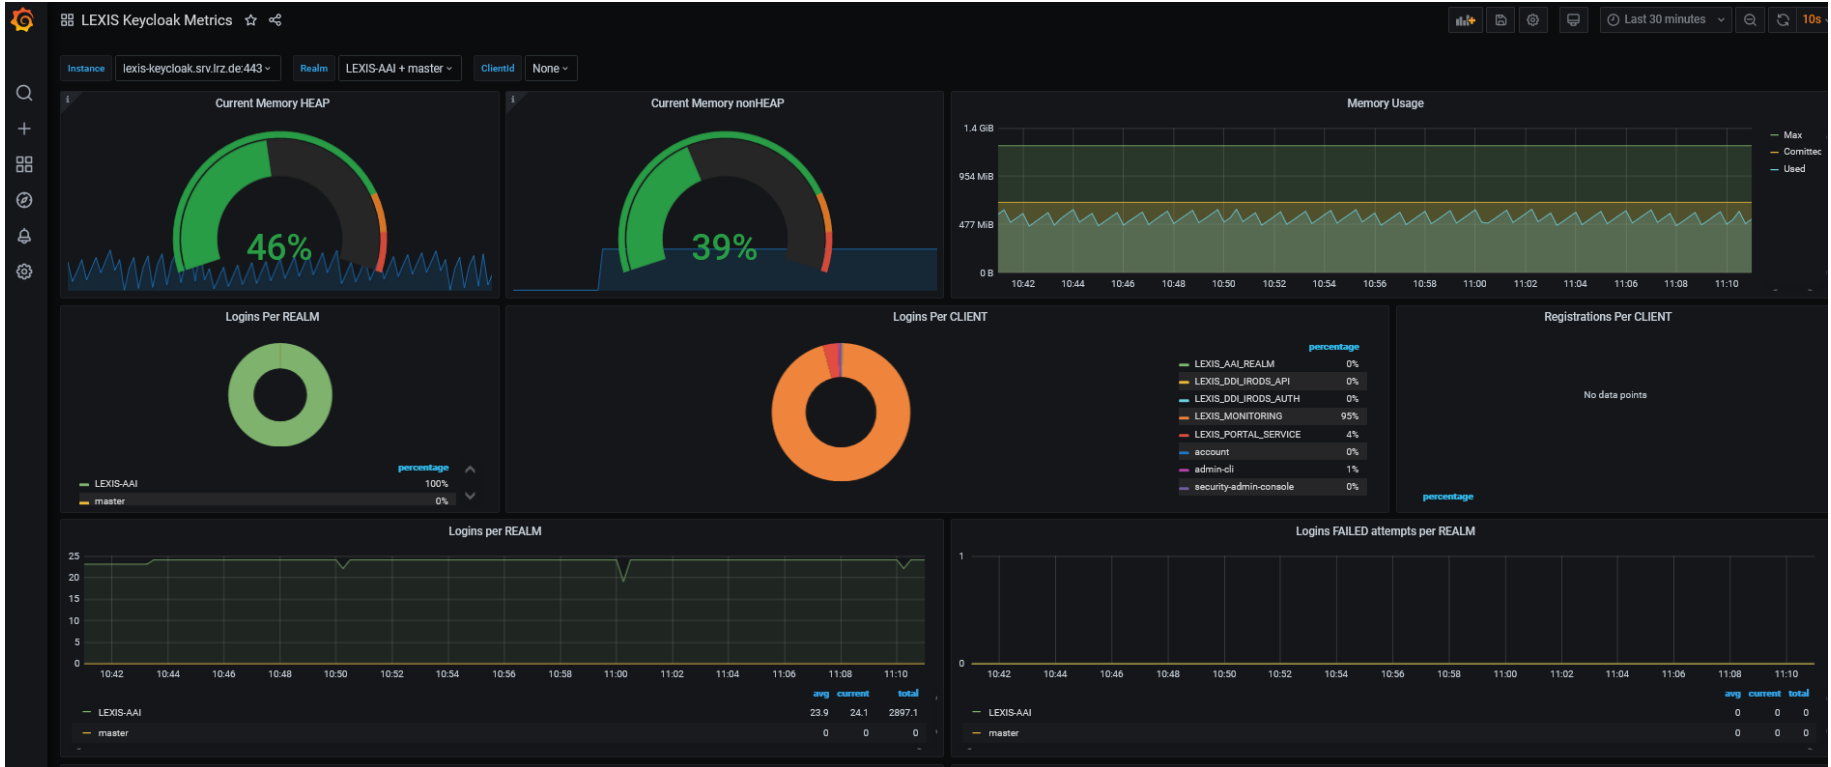 LEXIS Keycloak Metrics
Last 30 minutes
10s
Instance lexis-keycloak.srv.lrz.de:443 Realm LEXIS-AAI + master ClientId None
Current Memory HEAP
46%
Current Memory nonHEAP
39%
Memory Usage
1.4 GiB
954 MiB
477 MiB
0 B
10:42 10:44 10:46 10:48 10:50 10:52 10:54 10:56 10:58 11:00 11:02 11:04 11:06 11:08 11:10
Max
Comittec
Used
Logins Per REALM
percentage
LEXIS-AAI 100%
master 0%
Logins Per CLIENT
percentage
LEXIS_AAI_REALM 0%
LEXIS_DDI_IRODS_API 0%
LEXIS_DDI_IRODS_AUTH 0%
LEXIS_MONITORING 95%
LEXIS_PORTAL_SERVICE 4%
account 0%
admin-cli 1%
security-admin-console 0%
Registrations Per CLIENT
No data points
percentage
Logins per REALM
25
20
15
10
5
0
10:42 10:44 10:46 10:48 10:50 10:52 10:54 10:56 10:58 11:00 11:02 11:04 11:06 11:08 11:10
avg current total
LEXIS-AAI 23.9 24.1 2897.1
master 0 0 0
Logins FAILED attempts per REALM
1
0
10:42 10:44 10:46 10:48 10:50 10:52 10:54 10:56 10:58 11:00 11:02 11:04 11:06 11:08 11:10
avg current total
LEXIS-AAI 0 0 0
master 0 0 0